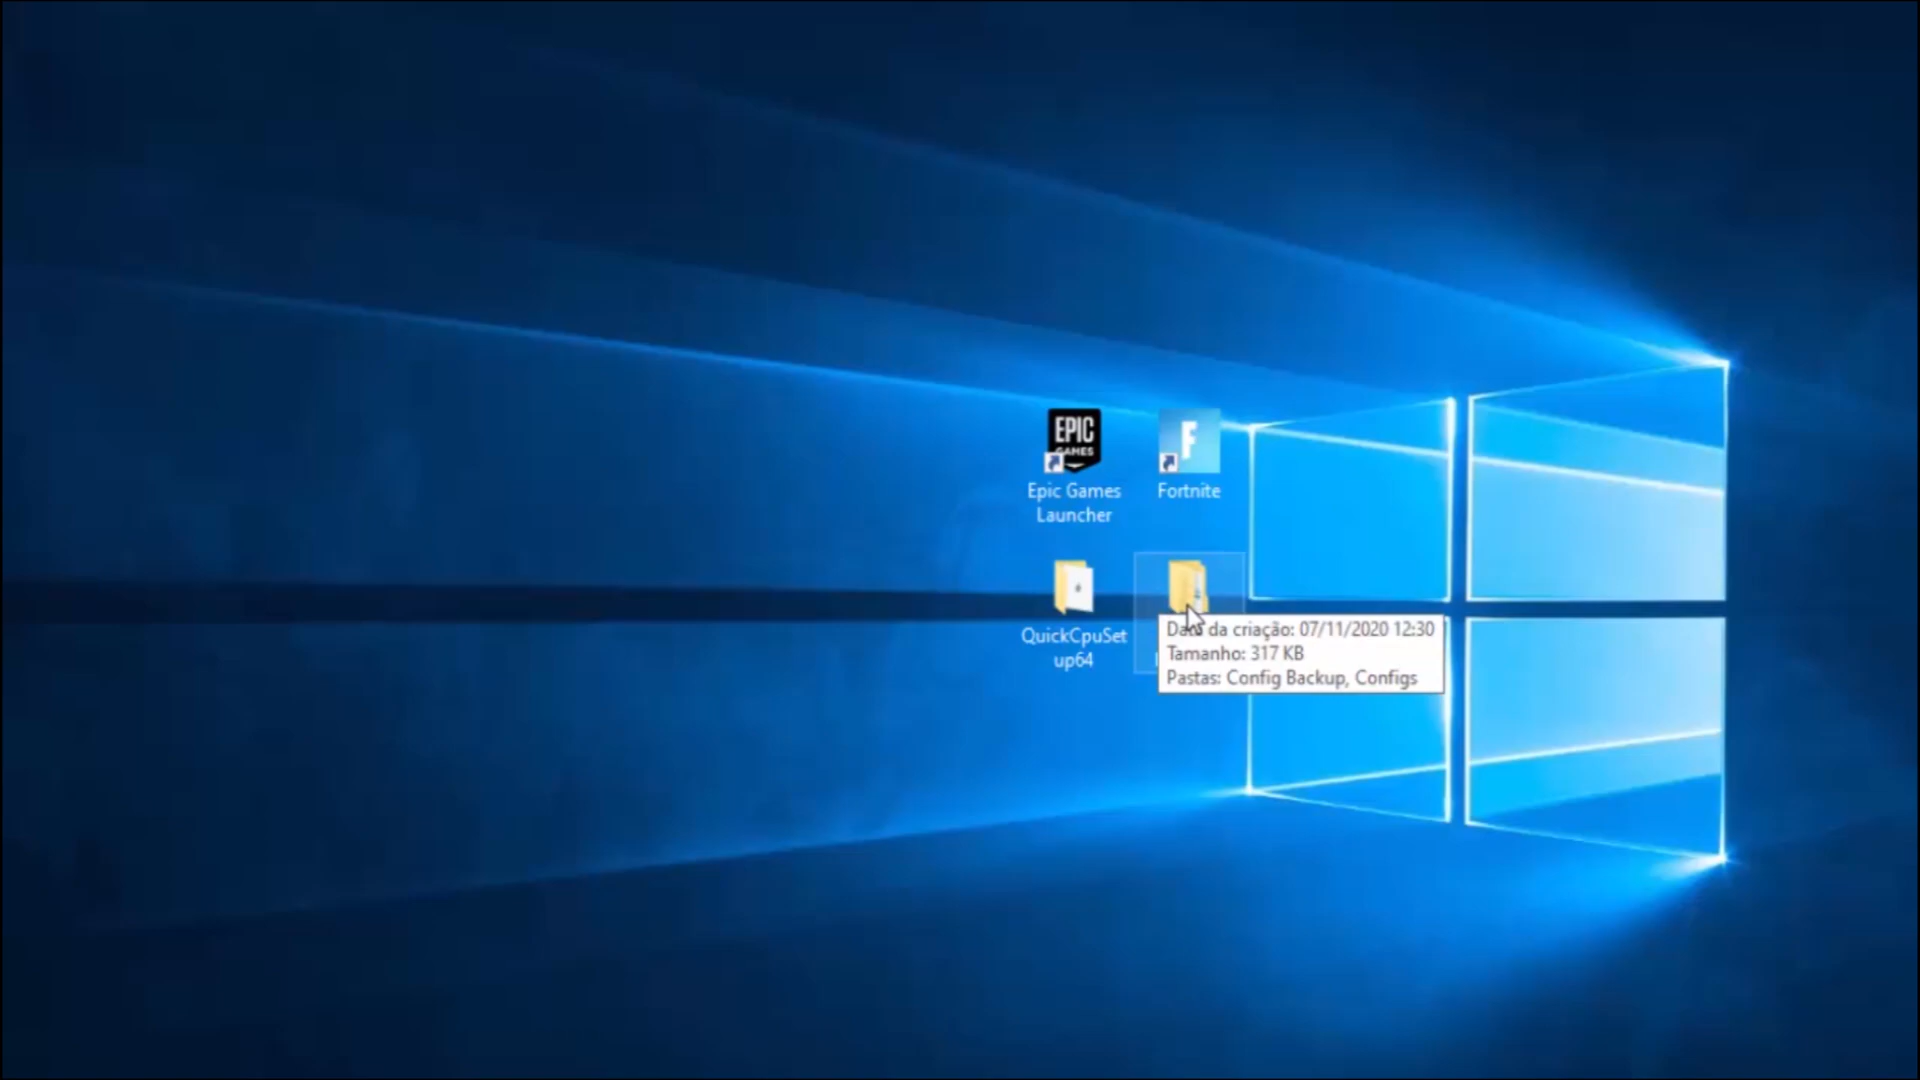 EPIC
GAMES
F
Epic Games
Launcher
Fortnite
QuickCpuSet
up64
Data da criação: 07/11/2020 12:30
Tamanho: 317 KB
Pastas: Config Backup, Configs